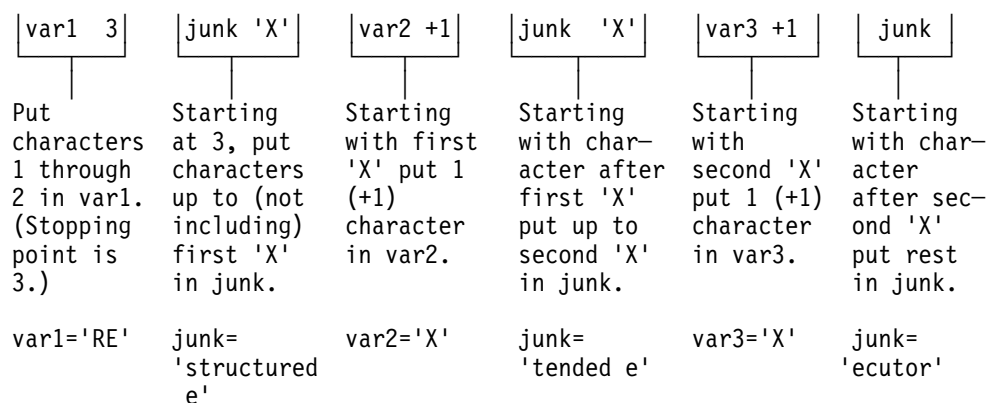 var1 3 junk 'X' var2 +1 junk 'X' var3 +1 junk
Put Starting Starting Starting Starting Starting
characters at 3, put with first with char— with with char—
1 through characters 'X' put 1 acter after second 'X' acter
2 in var1. up to (not (+1) first 'X' put 1 (+1) after sec—
(Stopping including) character put up to character ond 'X'
point is first 'X' in var2. second 'X' in var3. put rest
3.) in junk. in junk. in junk.
var1='RE' junk= var2='X' junk= var3='X' junk=
'structured 'tended e' 'ecutor'
e'